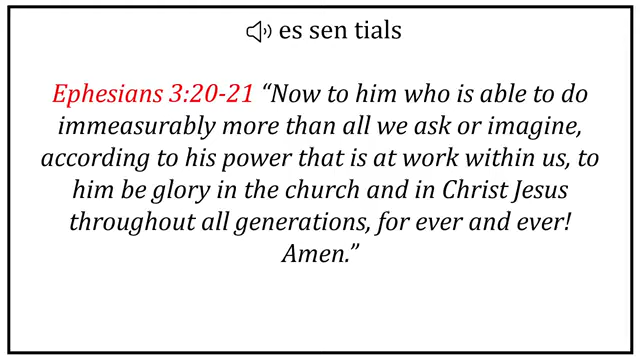 es sen tials
Ephesians 3:20-21 “Now to him who is able to do
immeasurably more than all we ask or imagine,
according to his power that is at work within us, to
him be glory in the church and in Christ Jesus
throughout all generations, for ever and ever!
Amen.”